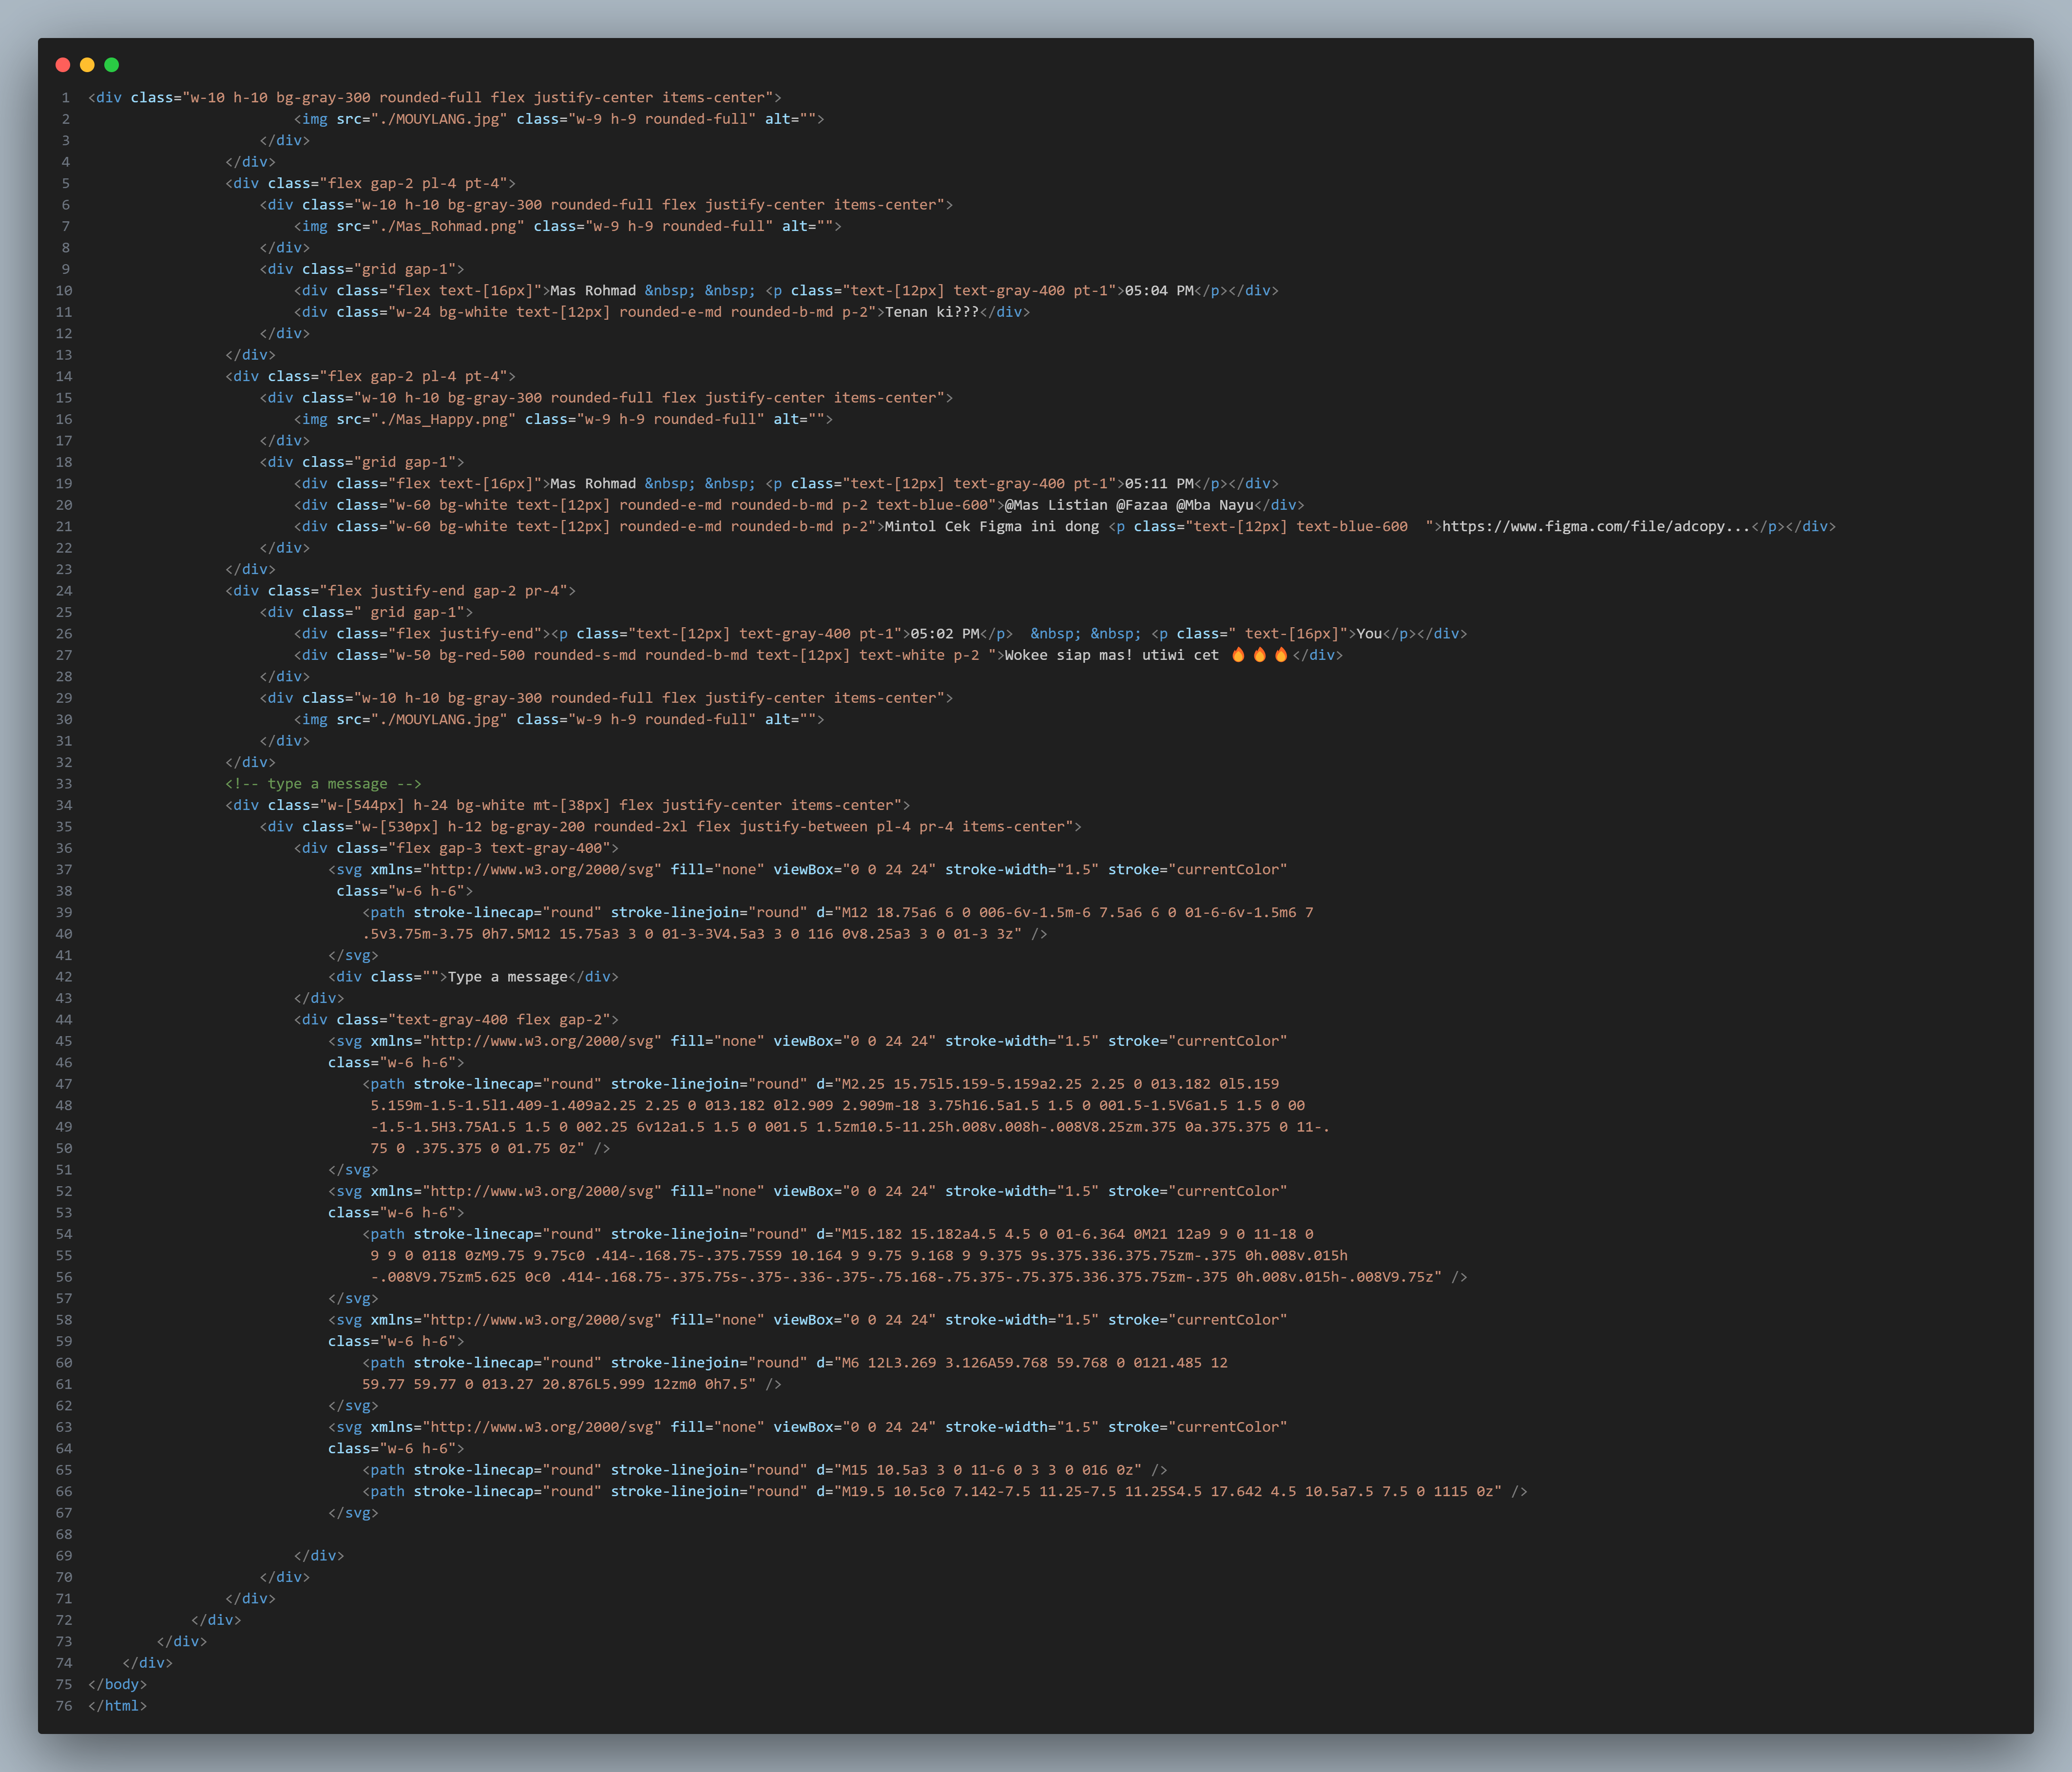 1 <div class="w-10 h-10 bg-gray-300 rounded-full flex justify-center items-center">
2 <img src="./MOUYLANG.jpg" class="w-9 h-9 rounded-full" alt="">
3 </div>
4 </div>
5 <div class="flex gap-2 pl-4 pt-4">
6 <div class="w-10 h-10 bg-gray-300 rounded-full flex justify-center items-center">
7 <img src="./Mas_Rohmad.png" class="w-9 h-9 rounded-full" alt="">
8 </div>
9 <div class="grid gap-1">
10 <div class="flex text-[16px]">Mas Rohmad &nbsp; &nbsp; <p class="text-[12px] text-gray-400 pt-1">05:04 PM</p></div>
11 <div class="w-24 bg-white text-[12px] rounded-e-md rounded-b-md p-2">Tenan ki???</div>
12 </div>
13 </div>
14 <div class="flex gap-2 pl-4 pt-4">
15 <div class="w-10 h-10 bg-gray-300 rounded-full flex justify-center items-center">
16 <img src="./Mas_Happy.png" class="w-9 h-9 rounded-full" alt="">
17 </div>
18 <div class="grid gap-1">
19 <div class="flex text-[16px]">Mas Rohmad &nbsp; &nbsp; <p class="text-[12px] text-gray-400 pt-1">05:11 PM</p></div>
20 <div class="w-60 bg-white text-[12px] rounded-e-md rounded-b-md p-2 text-blue-600">@Mas Listian @Fazaa @Mba Nayu</div>
21 <div class="w-60 bg-white text-[12px] rounded-e-md rounded-b-md p-2">Mintol Cek Figma ini dong <p class="text-[12px] text-blue-600  ">https://www.figma.com/file/adcopy...</p></div>
22 </div>
23 </div>
24 <div class="flex justify-end gap-2 pr-4">
25 <div class=" grid gap-1">
26 <div class="flex justify-end"><p class="text-[12px] text-gray-400 pt-1">05:02 PM</p>  &nbsp; &nbsp; <p class=" text-[16px]">You</p></div>
27 <div class="w-50 bg-red-500 rounded-s-md rounded-b-md text-[12px] text-white p-2 ">Wokee siap mas! utiwi cet 🔥🔥🔥</div>
28 </div>
29 <div class="w-10 h-10 bg-gray-300 rounded-full flex justify-center items-center">
30 <img src="./MOUYLANG.jpg" class="w-9 h-9 rounded-full" alt="">
31 </div>
32 </div>
33 <!-- type a message -->
34 <div class="w-[544px] h-24 bg-white mt-[38px] flex justify-center items-center">
35 <div class="w-[530px] h-12 bg-gray-200 rounded-2xl flex justify-between pl-4 pr-4 items-center">
36 <div class="flex gap-3 text-gray-400">
37 <svg xmlns="http://www.w3.org/2000/svg" fill="none" viewBox="0 0 24 24" stroke-width="1.5" stroke="currentColor"
38 class="w-6 h-6">
39 <path stroke-linecap="round" stroke-linejoin="round" d="M12 18.75a6 6 0 006-6v-1.5m-6 7.5a6 6 0 01-6-6v-1.5m6 7
40 .5v3.75m-3.75 0h7.5M12 15.75a3 3 0 01-3-3V4.5a3 3 0 116 0v8.25a3 3 0 01-3 3z" />
41 </svg>
42 <div class="">Type a message</div>
43 </div>
44 <div class="text-gray-400 flex gap-2">
45 <svg xmlns="http://www.w3.org/2000/svg" fill="none" viewBox="0 0 24 24" stroke-width="1.5" stroke="currentColor"
46 class="w-6 h-6">
47 <path stroke-linecap="round" stroke-linejoin="round" d="M2.25 15.75l5.159-5.159a2.25 2.25 0 013.182 0l5.159
48 5.159m-1.5-1.5l1.409-1.409a2.25 2.25 0 013.182 0l2.909 2.909m-18 3.75h16.5a1.5 1.5 0 001.5-1.5V6a1.5 1.5 0 00
49 -1.5-1.5H3.75A1.5 1.5 0 002.25 6v12a1.5 1.5 0 001.5 1.5zm10.5-11.25h.008v.008h-.008V8.25zm.375 0a.375.375 0 11-.
50 75 0 .375.375 0 01.75 0z" />
51 </svg>
52 <svg xmlns="http://www.w3.org/2000/svg" fill="none" viewBox="0 0 24 24" stroke-width="1.5" stroke="currentColor"
53 class="w-6 h-6">
54 <path stroke-linecap="round" stroke-linejoin="round" d="M15.182 15.182a4.5 4.5 0 01-6.364 0M21 12a9 9 0 11-18 0
55 9 9 0 0118 0zM9.75 9.75c0 .414-.168.75-.375.75S9 10.164 9 9.75 9.168 9 9.375 9s.375.336.375.75zm-.375 0h.008v.015h
56 -.008V9.75zm5.625 0c0 .414-.168.75-.375.75s-.375-.336-.375-.75.168-.75.375-.75.375.336.375.75zm-.375 0h.008v.015h-.008V9.75z" />
57 </svg>
58 <svg xmlns="http://www.w3.org/2000/svg" fill="none" viewBox="0 0 24 24" stroke-width="1.5" stroke="currentColor"
59 class="w-6 h-6">
60 <path stroke-linecap="round" stroke-linejoin="round" d="M6 12L3.269 3.126A59.768 59.768 0 0121.485 12
61 59.77 59.77 0 013.27 20.876L5.999 12zm0 0h7.5" />
62 </svg>
63 <svg xmlns="http://www.w3.org/2000/svg" fill="none" viewBox="0 0 24 24" stroke-width="1.5" stroke="currentColor"
64 class="w-6 h-6">
65 <path stroke-linecap="round" stroke-linejoin="round" d="M15 10.5a3 3 0 11-6 0 3 3 0 016 0z" />
66 <path stroke-linecap="round" stroke-linejoin="round" d="M19.5 10.5c0 7.142-7.5 11.25-7.5 11.25S4.5 17.642 4.5 10.5a7.5 7.5 0 1115 0z" />
67 </svg>
68
69 </div>
70 </div>
71 </div>
72 </div>
73 </div>
74 </div>
75 </body>
76 </html>